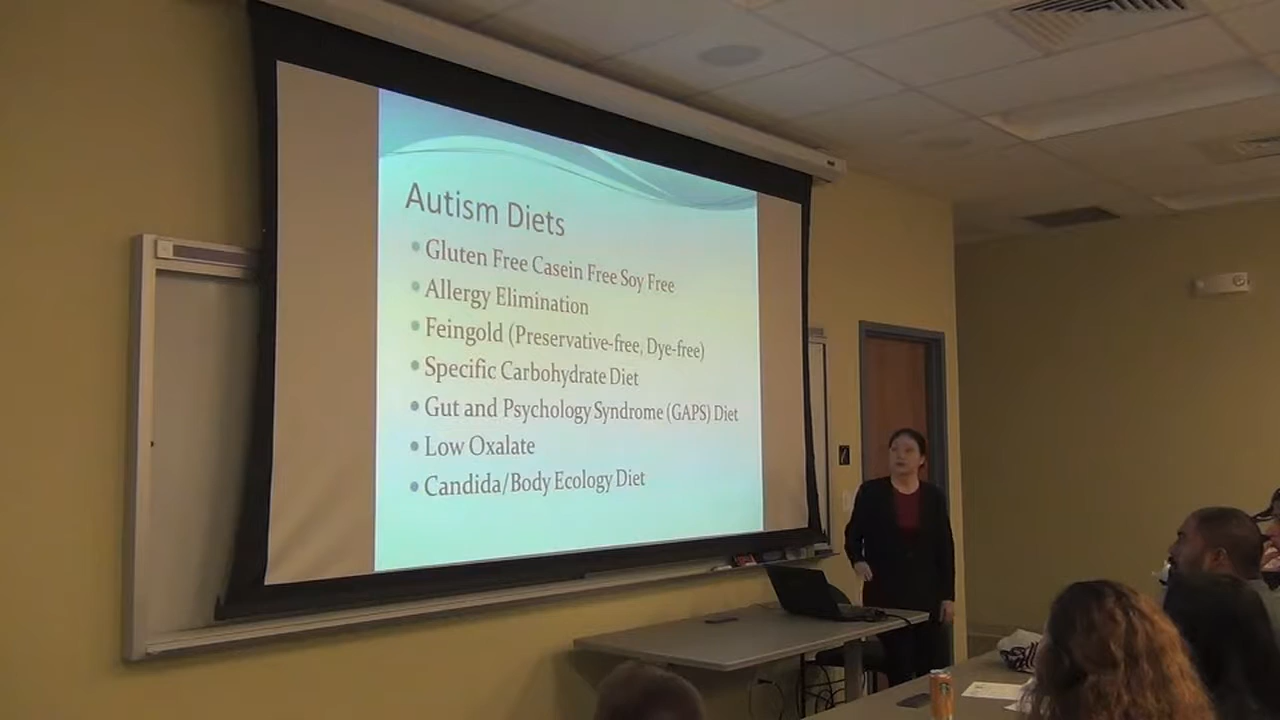 Autism Diets
• Gluten Free Casein Free Soy Free
• Allergy Elimination
• Feingold (Preservative-free, Dye-free)
• Specific Carbohydrate Diet
• Gut and Psychology Syndrome (GAPS) Diet
• Low Oxalate
• Candida/Body Ecology Diet